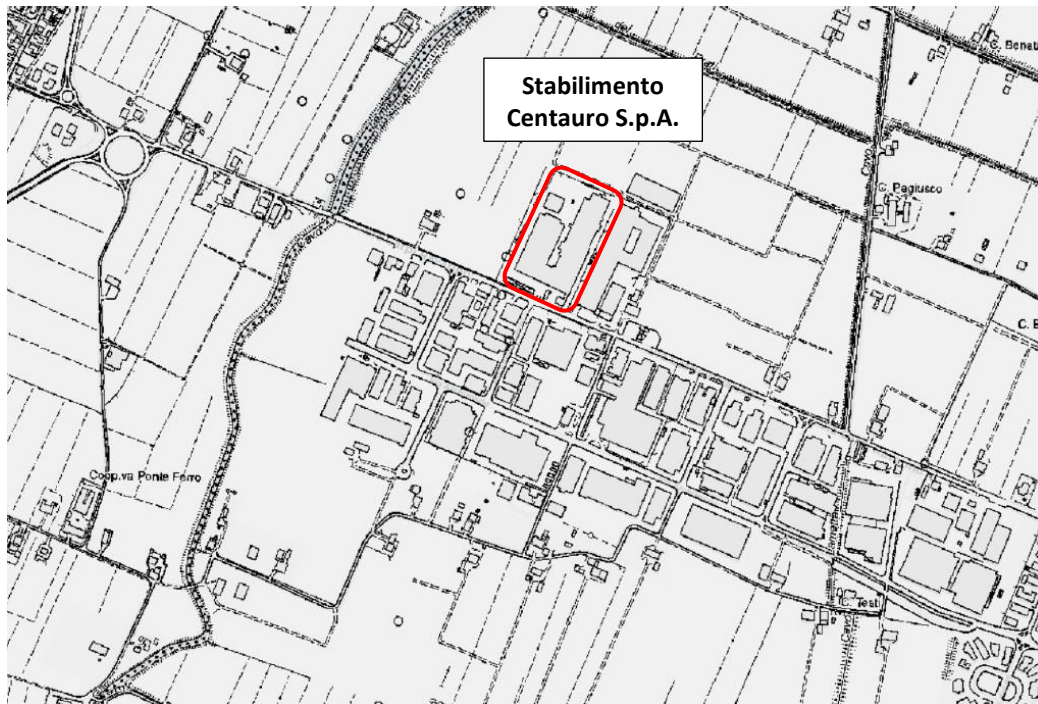 C. Benat
Stabilimento
Centauro S.p.A.
C. Pagliusco
C. B
Coop.va Ponte Ferro
C. Testi